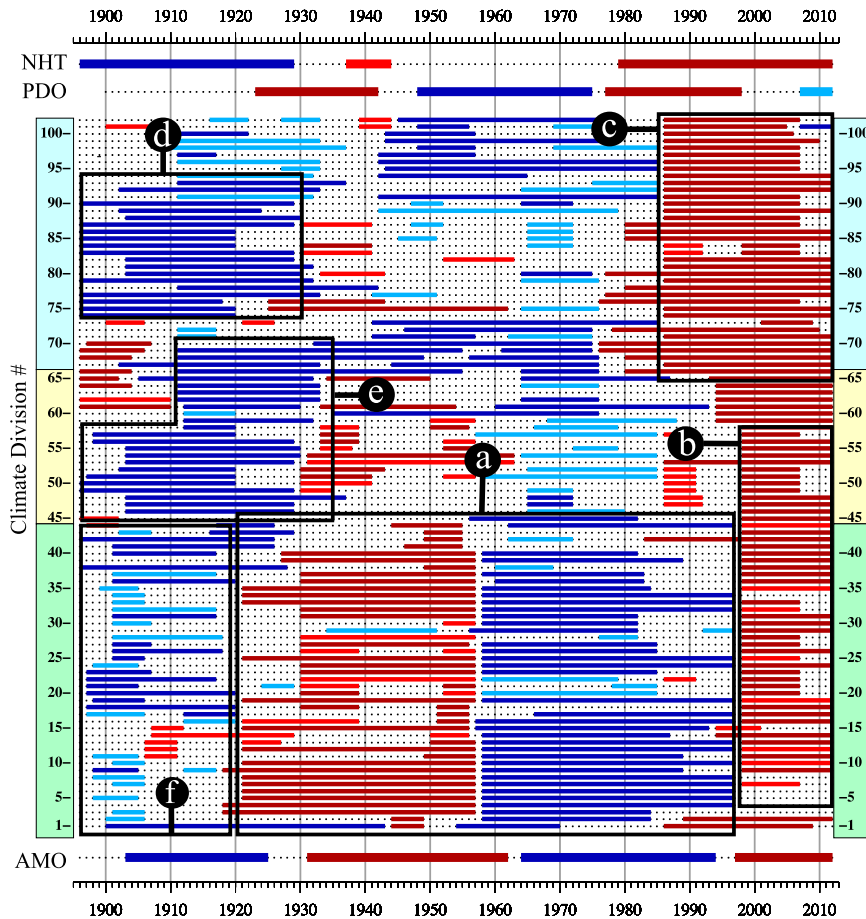 1900 1910 1920 1930 1940 1950 1960 1970 1980 1990 2000 2010
NHT
PDO
d
c
100– –100
95– –95
90– –90
85– –85
80– –80
75– –75
70– –70
65– –65
e
60– –60
b
55– –55
a
50– –50
45– –45
40– –40
35– –35
30– –30
25– –25
20– –20
15– –15
10– –10
f
5– –5
1– –1
Climate Division #
AMO
1900 1910 1920 1930 1940 1950 1960 1970 1980 1990 2000 2010